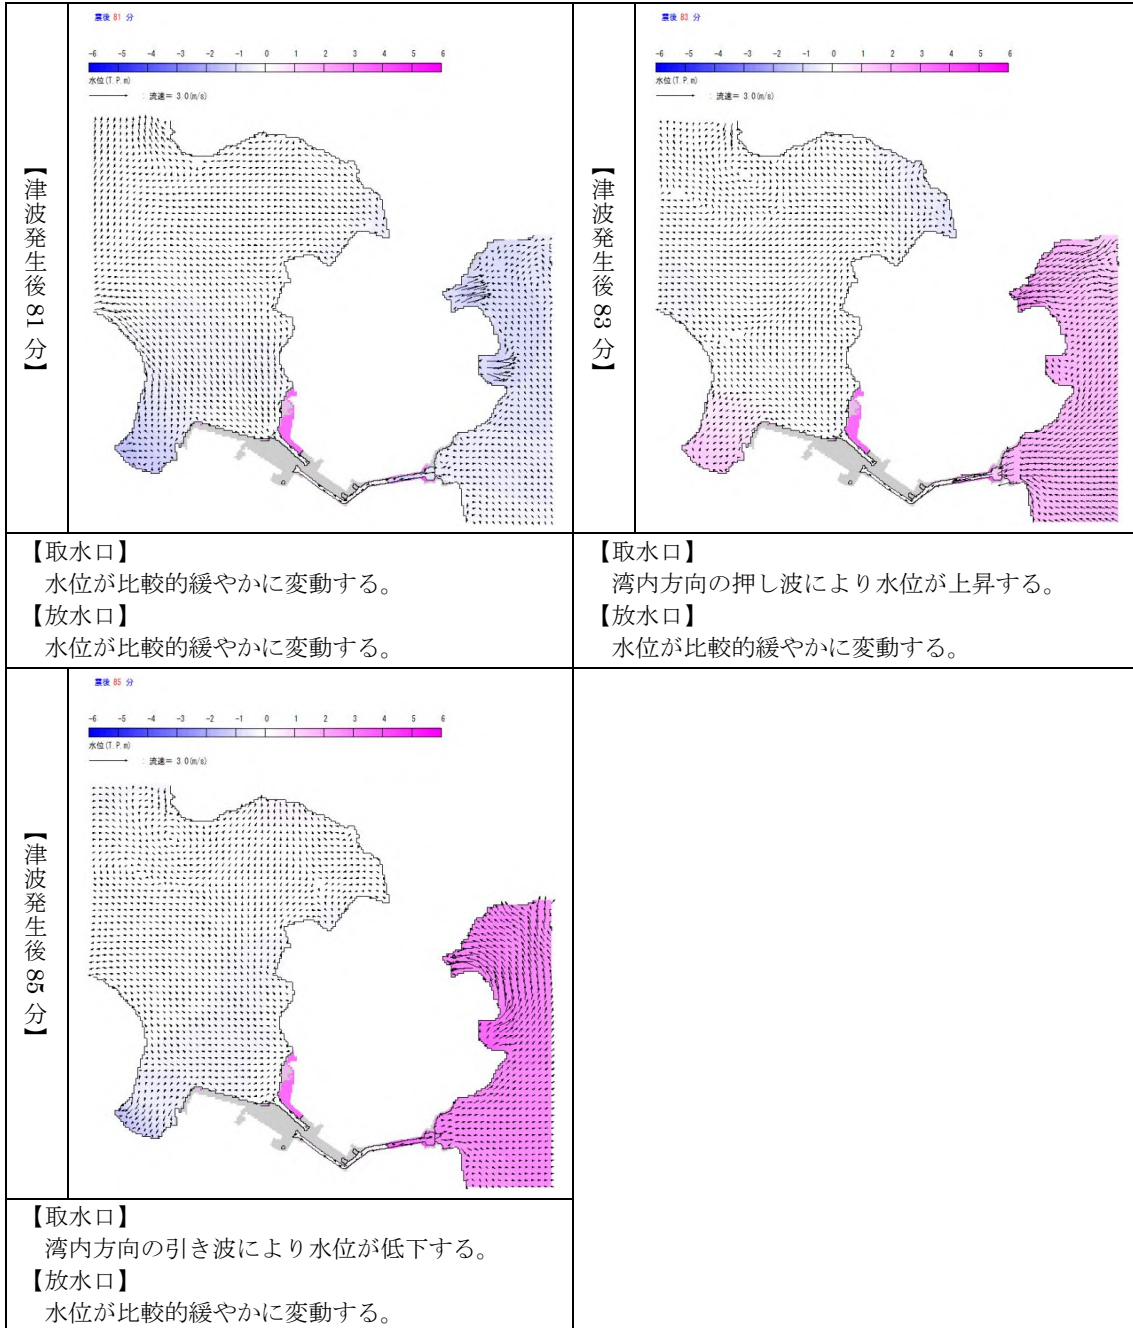 震後 81 分
-6 -5 -4 -3 -2 -1 0 1 2 3 4 5 6
水位(T.P.m)
: 流速= 3.0(m/s)
【津波発生後 81 分】
【取水口】
水位が比較的緩やかに変動する。
【放水口】
水位が比較的緩やかに変動する。
震後 83 分
-6 -5 -4 -3 -2 -1 0 1 2 3 4 5 6
水位(T.P.m)
: 流速= 3.0(m/s)
【津波発生後 83 分】
【取水口】
湾内方向の押し波により水位が上昇する。
【放水口】
水位が比較的緩やかに変動する。
震後 85 分
-6 -5 -4 -3 -2 -1 0 1 2 3 4 5 6
水位(T.P.m)
: 流速= 3.0(m/s)
【津波発生後 85 分】
【取水口】
湾内方向の引き波により水位が低下する。
【放水口】
水位が比較的緩やかに変動する。